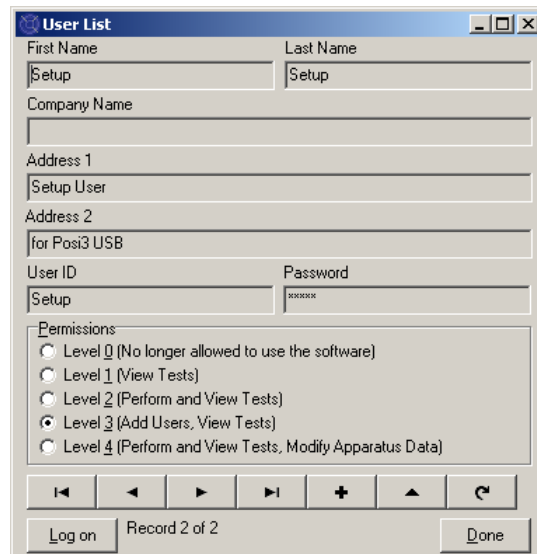 User List
First Name Last Name
Setup Setup
Company Name
Address 1
Setup User
Address 2
for Posi3 USB
User ID Password
Setup *****
Permissions
Level 0 (No longer allowed to use the software)
Level 1 (View Tests)
Level 2 (Perform and View Tests)
Level 3 (Add Users, View Tests)
Level 4 (Perform and View Tests, Modify Apparatus Data)
Log on Record 2 of 2 Done